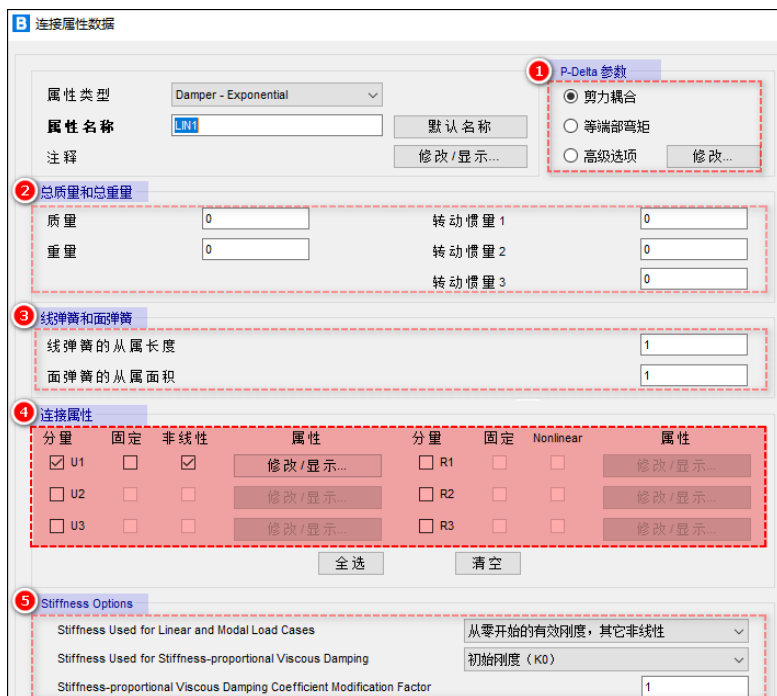 B 连接属性数据
1 P-Delta 参数
属性类型 Damper - Exponential 剪力耦合
属性名称 LIN1 默认名称 等端部弯矩
注释 修改/显示... 高级选项 修改...
2 总质量和总重量
质量 0 转动惯量 1 0
重量 0 转动惯量 2 0
转动惯量 3 0
3 线弹簧和面弹簧
线弹簧的从属长度 1
面弹簧的从属面积 1
4 连接属性
分量 固定 非线性 属性 分量 固定 Nonlinear 属性
U1 修改/显示... R1 修改/显示...
U2 修改/显示... R2 修改/显示...
U3 修改/显示... R3 修改/显示...
全选 清空
5 Stiffness Options
Stiffness Used for Linear and Modal Load Cases 从零开始的有效刚度，其它非线性
Stiffness Used for Stiffness-proportional Viscous Damping 初始刚度（K0）
Stiffness-proportional Viscous Damping Coefficient Modification Factor 1